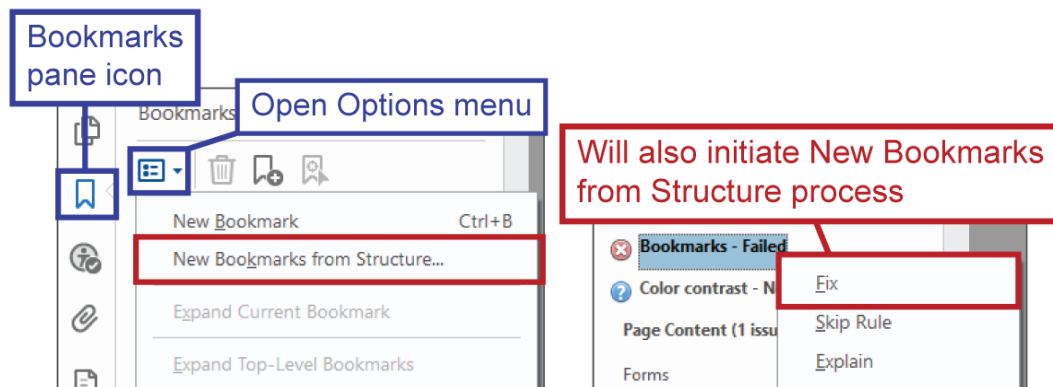 Bookmarks
pane icon
Bookmarks
Open Options menu
New Bookmark Ctrl+B
New Bookmarks from Structure...
Expand Current Bookmark
Expand Top-Level Bookmarks
Will also initiate New Bookmarks
from Structure process
Bookmarks - Failed
Color contrast - N
Page Content (1 issu
Forms
Fix
Skip Rule
Explain